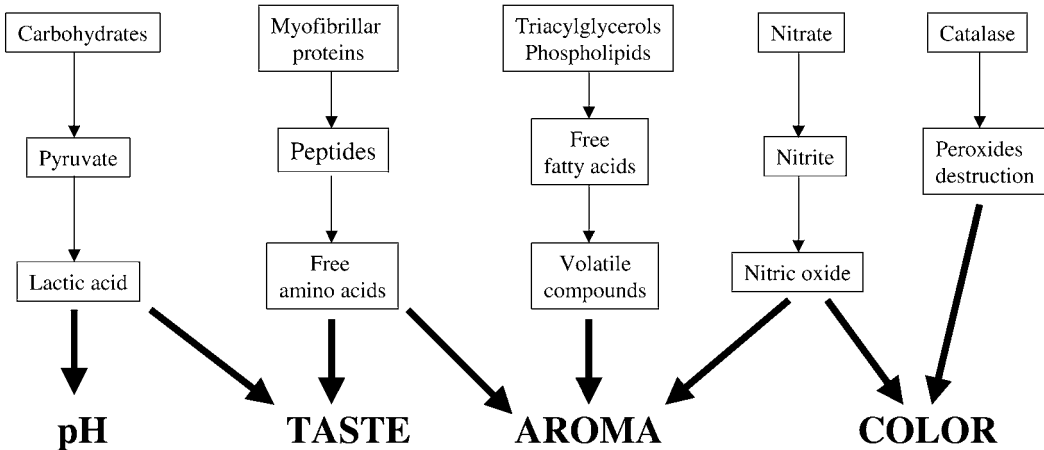 Carbohydrates
Myofibrillar
proteins
Triacylglycerols
Phospholipids
Nitrate
Catalase
Pyruvate
Peptides
Free
fatty acids
Nitrite
Peroxides
destruction
Lactic acid
Free
amino acids
Volatile
compounds
Nitric oxide
pH
TASTE
AROMA
COLOR